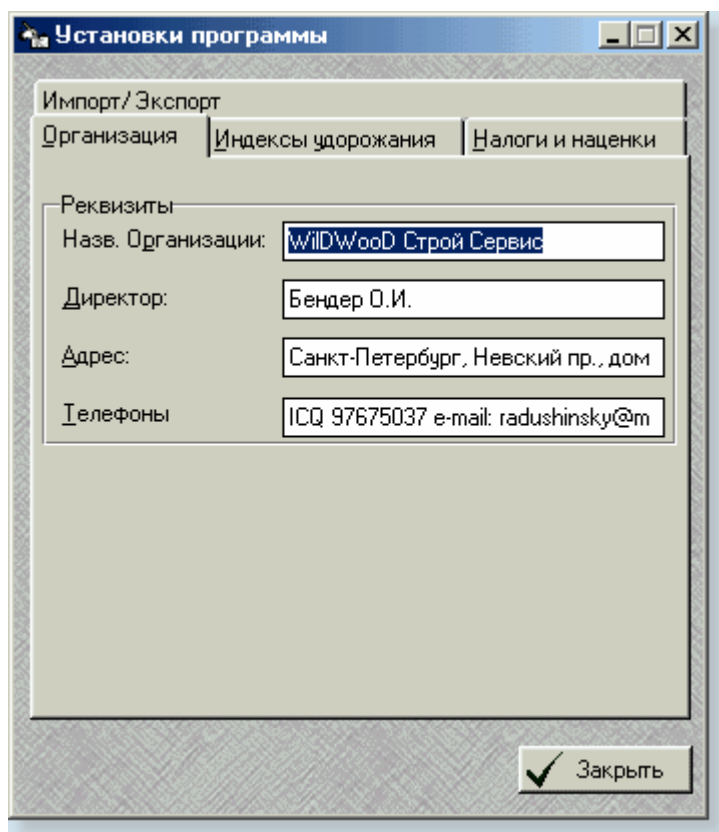 Установки программы
Импорт/Экспорт
Организация Индексы удорожания Налоги и наценки
Реквизиты
Назв. Организации: WilDWooD Строй Сервис
Директор: Бендер О.И.
Адрес: Санкт-Петербург, Невский пр., дом
Телефоны ICQ 97675037 e-mail: radushinsky@m
Закрыть